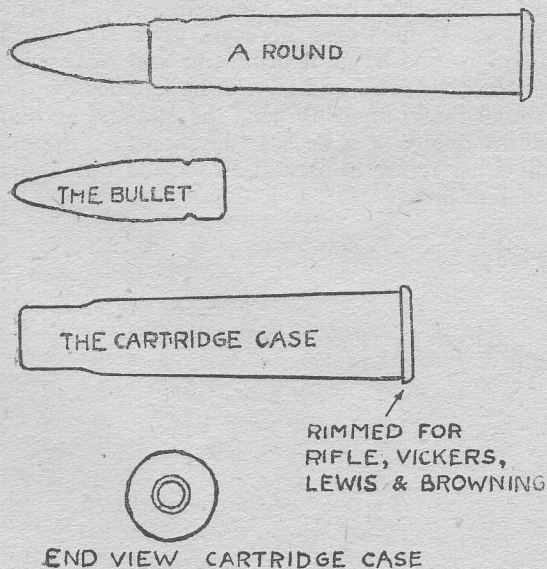 A ROUND
THE BULLET
THE CARTRIDGE CASE
RIMMED FOR
RIFLE, VICKERS,
LEWIS & BROWNING
END VIEW CARTRIDGE CASE